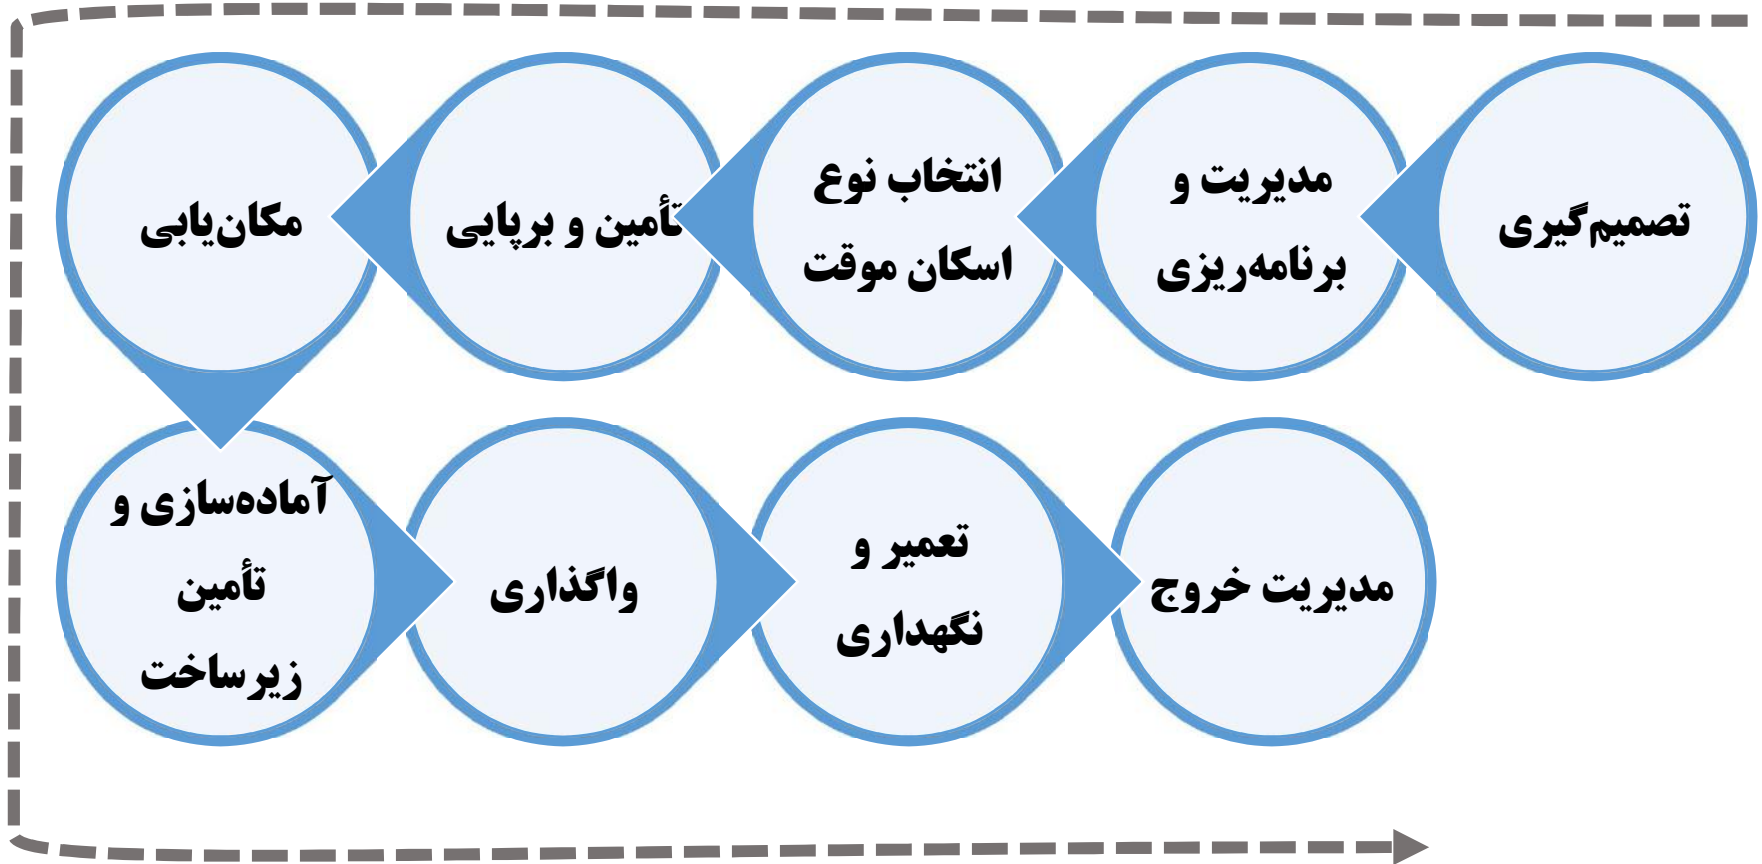 تصمیم‌گیری
مدیریت و
برنامه‌ریزی
انتخاب نوع
اسکان موقت
تأمین و برپایی
مکان‌یابی
آماده‌سازی و
تأمین
زیرساخت
واگذاری
تعمیر و
نگهداری
مدیریت خروج